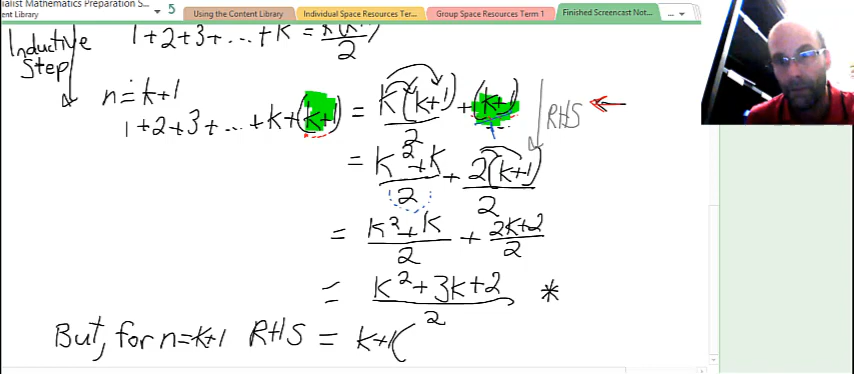 ialist Mathematics Preparation S...
ent Library
5
Using the Content Library
Individual Space Resources Ter...
Group Space Resources Term 1
Finished Screencast Not...
...
Inductive
Step
1+2+3+...+k =
2
n=k+1
1+2+3+...+k+(k+1) = k(k+1)/2 + (k+1)
RHS
= k²+k/2 + 2(k+1)/2
= k²+k/2 + 2k+2/2
= k²+3k+2/2 *
But, for n=k+1 RHS = k+1(